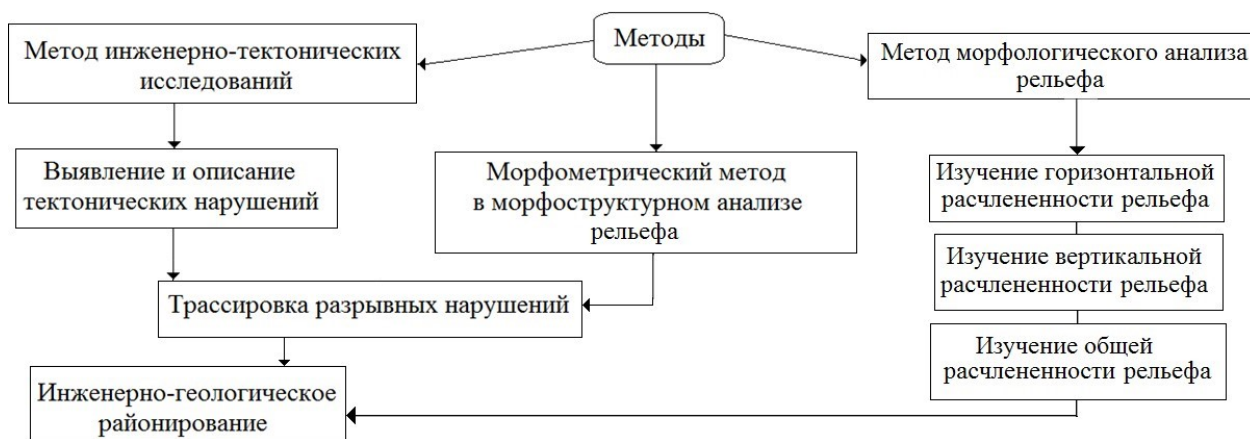 Методы
Метод инженерно-тектонических
исследований
Метод морфологического анализа
рельефа
Выявление и описание
тектонических нарушений
Морфометрический метод
в морфоструктурном анализе
рельефа
Изучение горизонтальной
расчлененности рельефа
Изучение вертикальной
расчлененности рельефа
Трассировка разрывных нарушений
Изучение общей
расчлененности рельефа
Инженерно-геологическое
районирование